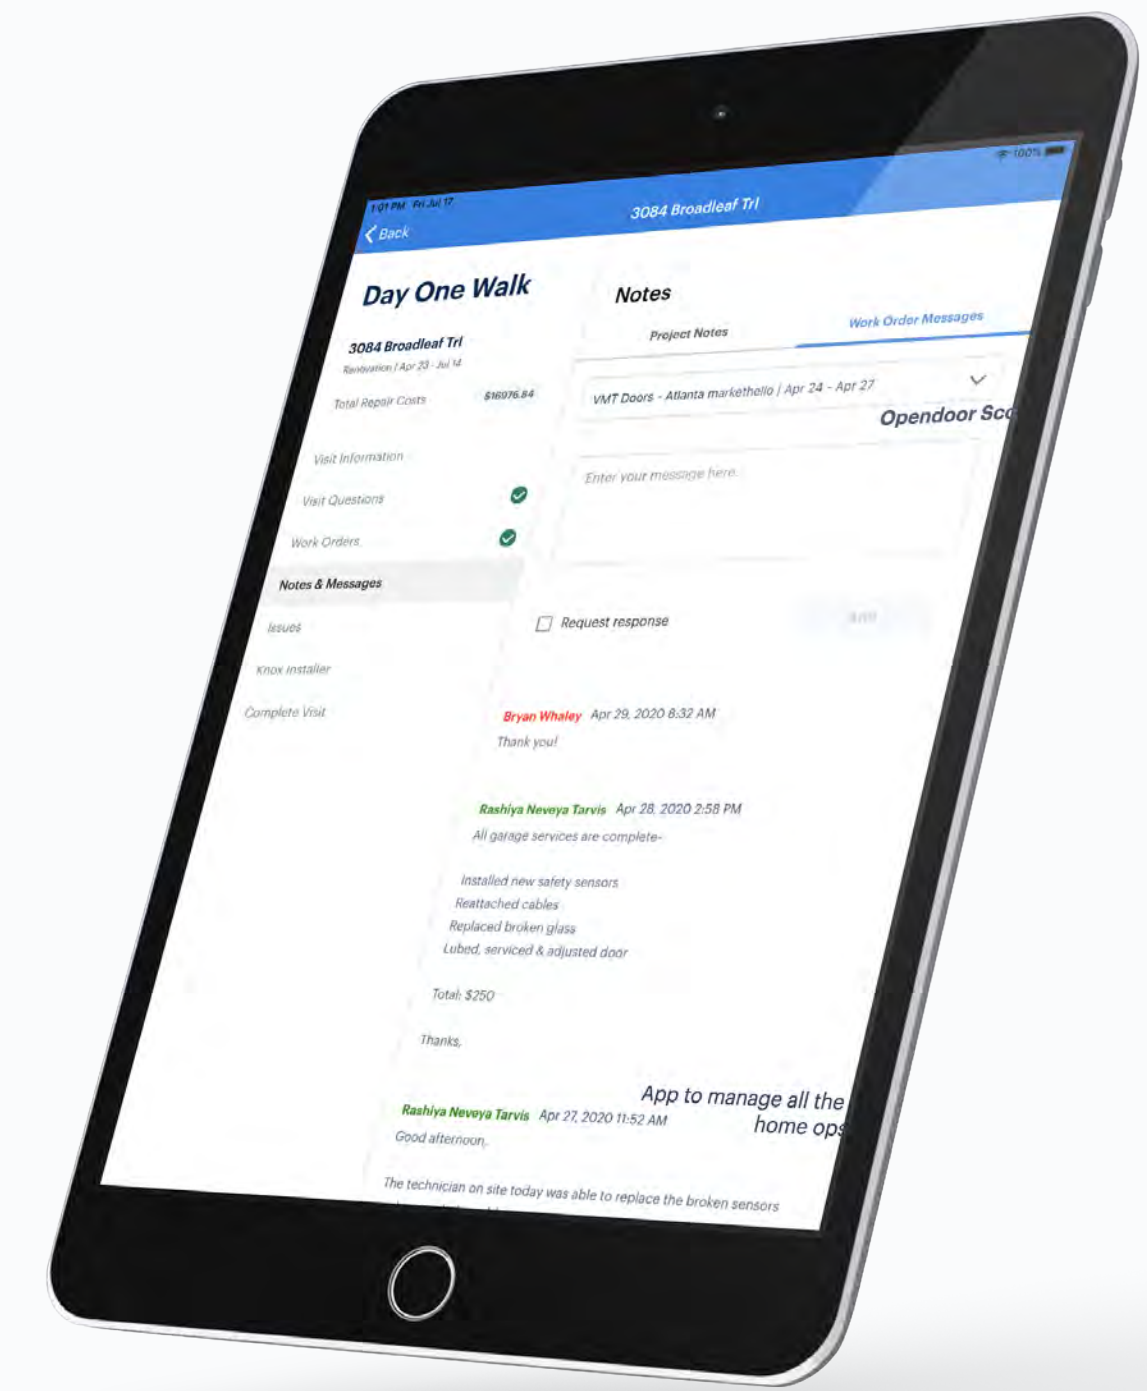 1:01 PM Fri Jul 17
100%
Back
3084 Broadleaf Trl
Day One Walk
3084 Broadleaf Trl
Renovation | Apr 23 - Jul 14
Total Repair Costs $16976.84
Visit Information
Visit Questions
Work Orders
Notes & Messages
Issues
Knox Installer
Complete Visit
Notes
Project Notes
Work Order Messages
VMT Doors - Atlanta markethello | Apr 24 - Apr 27
Opendoor Sco
Enter your message here.
Request response
Bryan Whaley Apr 29, 2020 8:32 AM
Thank you!
Rashiya Neveya Tarvis Apr 28, 2020 2:58 PM
All garage services are complete-
Installed new safety sensors
Reattached cables
Replaced broken glass
Lubed, serviced & adjusted door
Total: $250
Thanks,
App to manage all the
home ops
Rashiya Neveya Tarvis Apr 27, 2020 11:52 AM
Good afternoon,
The technician on site today was able to replace the broken sensors